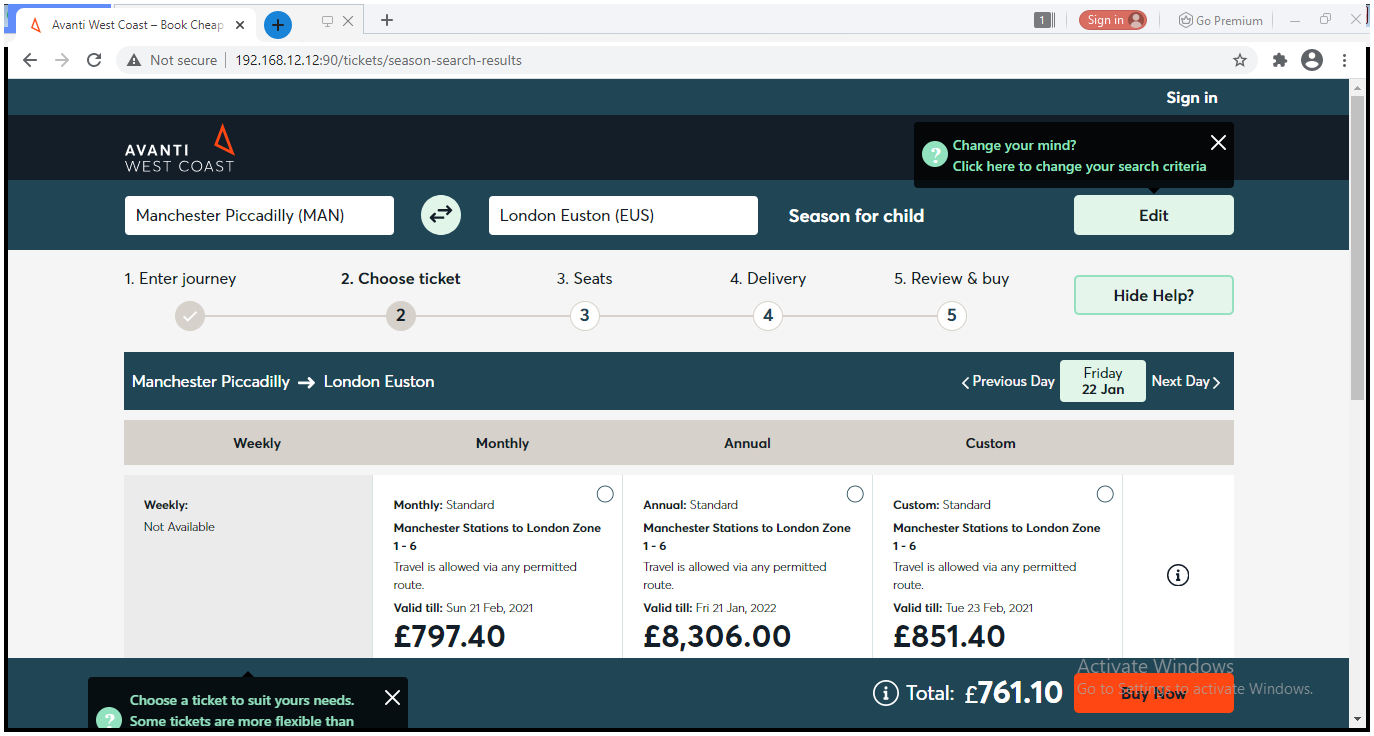 Avanti West Coast – Book Cheap
1
Sign in
Go Premium
Not secure
192.168.12.12:90/tickets/season-search-results
Sign in
AVANTI
WEST COAST
?
Change your mind?
Click here to change your search criteria
Manchester Piccadilly (MAN)
London Euston (EUS)
Season for child
Edit
1. Enter journey
2. Choose ticket
3. Seats
4. Delivery
5. Review & buy
2
3
4
5
Hide Help?
Manchester Piccadilly → London Euston
Previous Day
Friday
22 Jan
Next Day
Weekly
Monthly
Annual
Custom
Weekly:
Not Available
Monthly: Standard
Manchester Stations to London Zone
1 - 6
Travel is allowed via any permitted
route.
Valid till: Sun 21 Feb, 2021
£797.40
Annual: Standard
Manchester Stations to London Zone
1 - 6
Travel is allowed via any permitted
route.
Valid till: Fri 21 Jan, 2022
£8,306.00
Custom: Standard
Manchester Stations to London Zone
1 - 6
Travel is allowed via any permitted
route.
Valid till: Tue 23 Feb, 2021
£851.40
i
?
Choose a ticket to suit yours needs.
Some tickets are more flexible than
i
Total: £761.10
Buy Now
Activate Windows
Go to Settings to activate Windows.